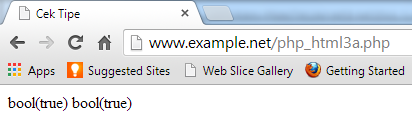 Cek Tipe
www.example.net/php_html3a.php
Apps Suggested Sites Web Slice Gallery Getting Started
bool(true) bool(true)